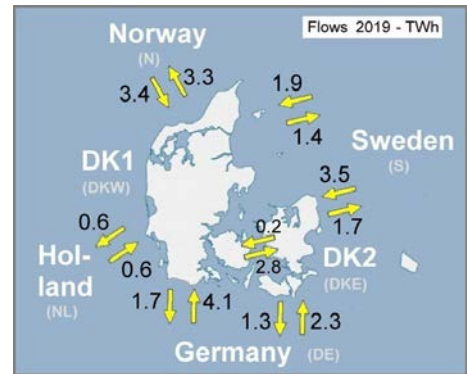 Flows 2019 - TWh
Norway
(N)
3.4
3.3
1.9
1.4
Sweden
(S)
DK1
(DKW)
3.5
1.7
0.6
0.6
0.2
2.8
DK2
(DKE)
Hol-
land
(NL)
1.7
4.1
1.3
2.3
Germany (DE)